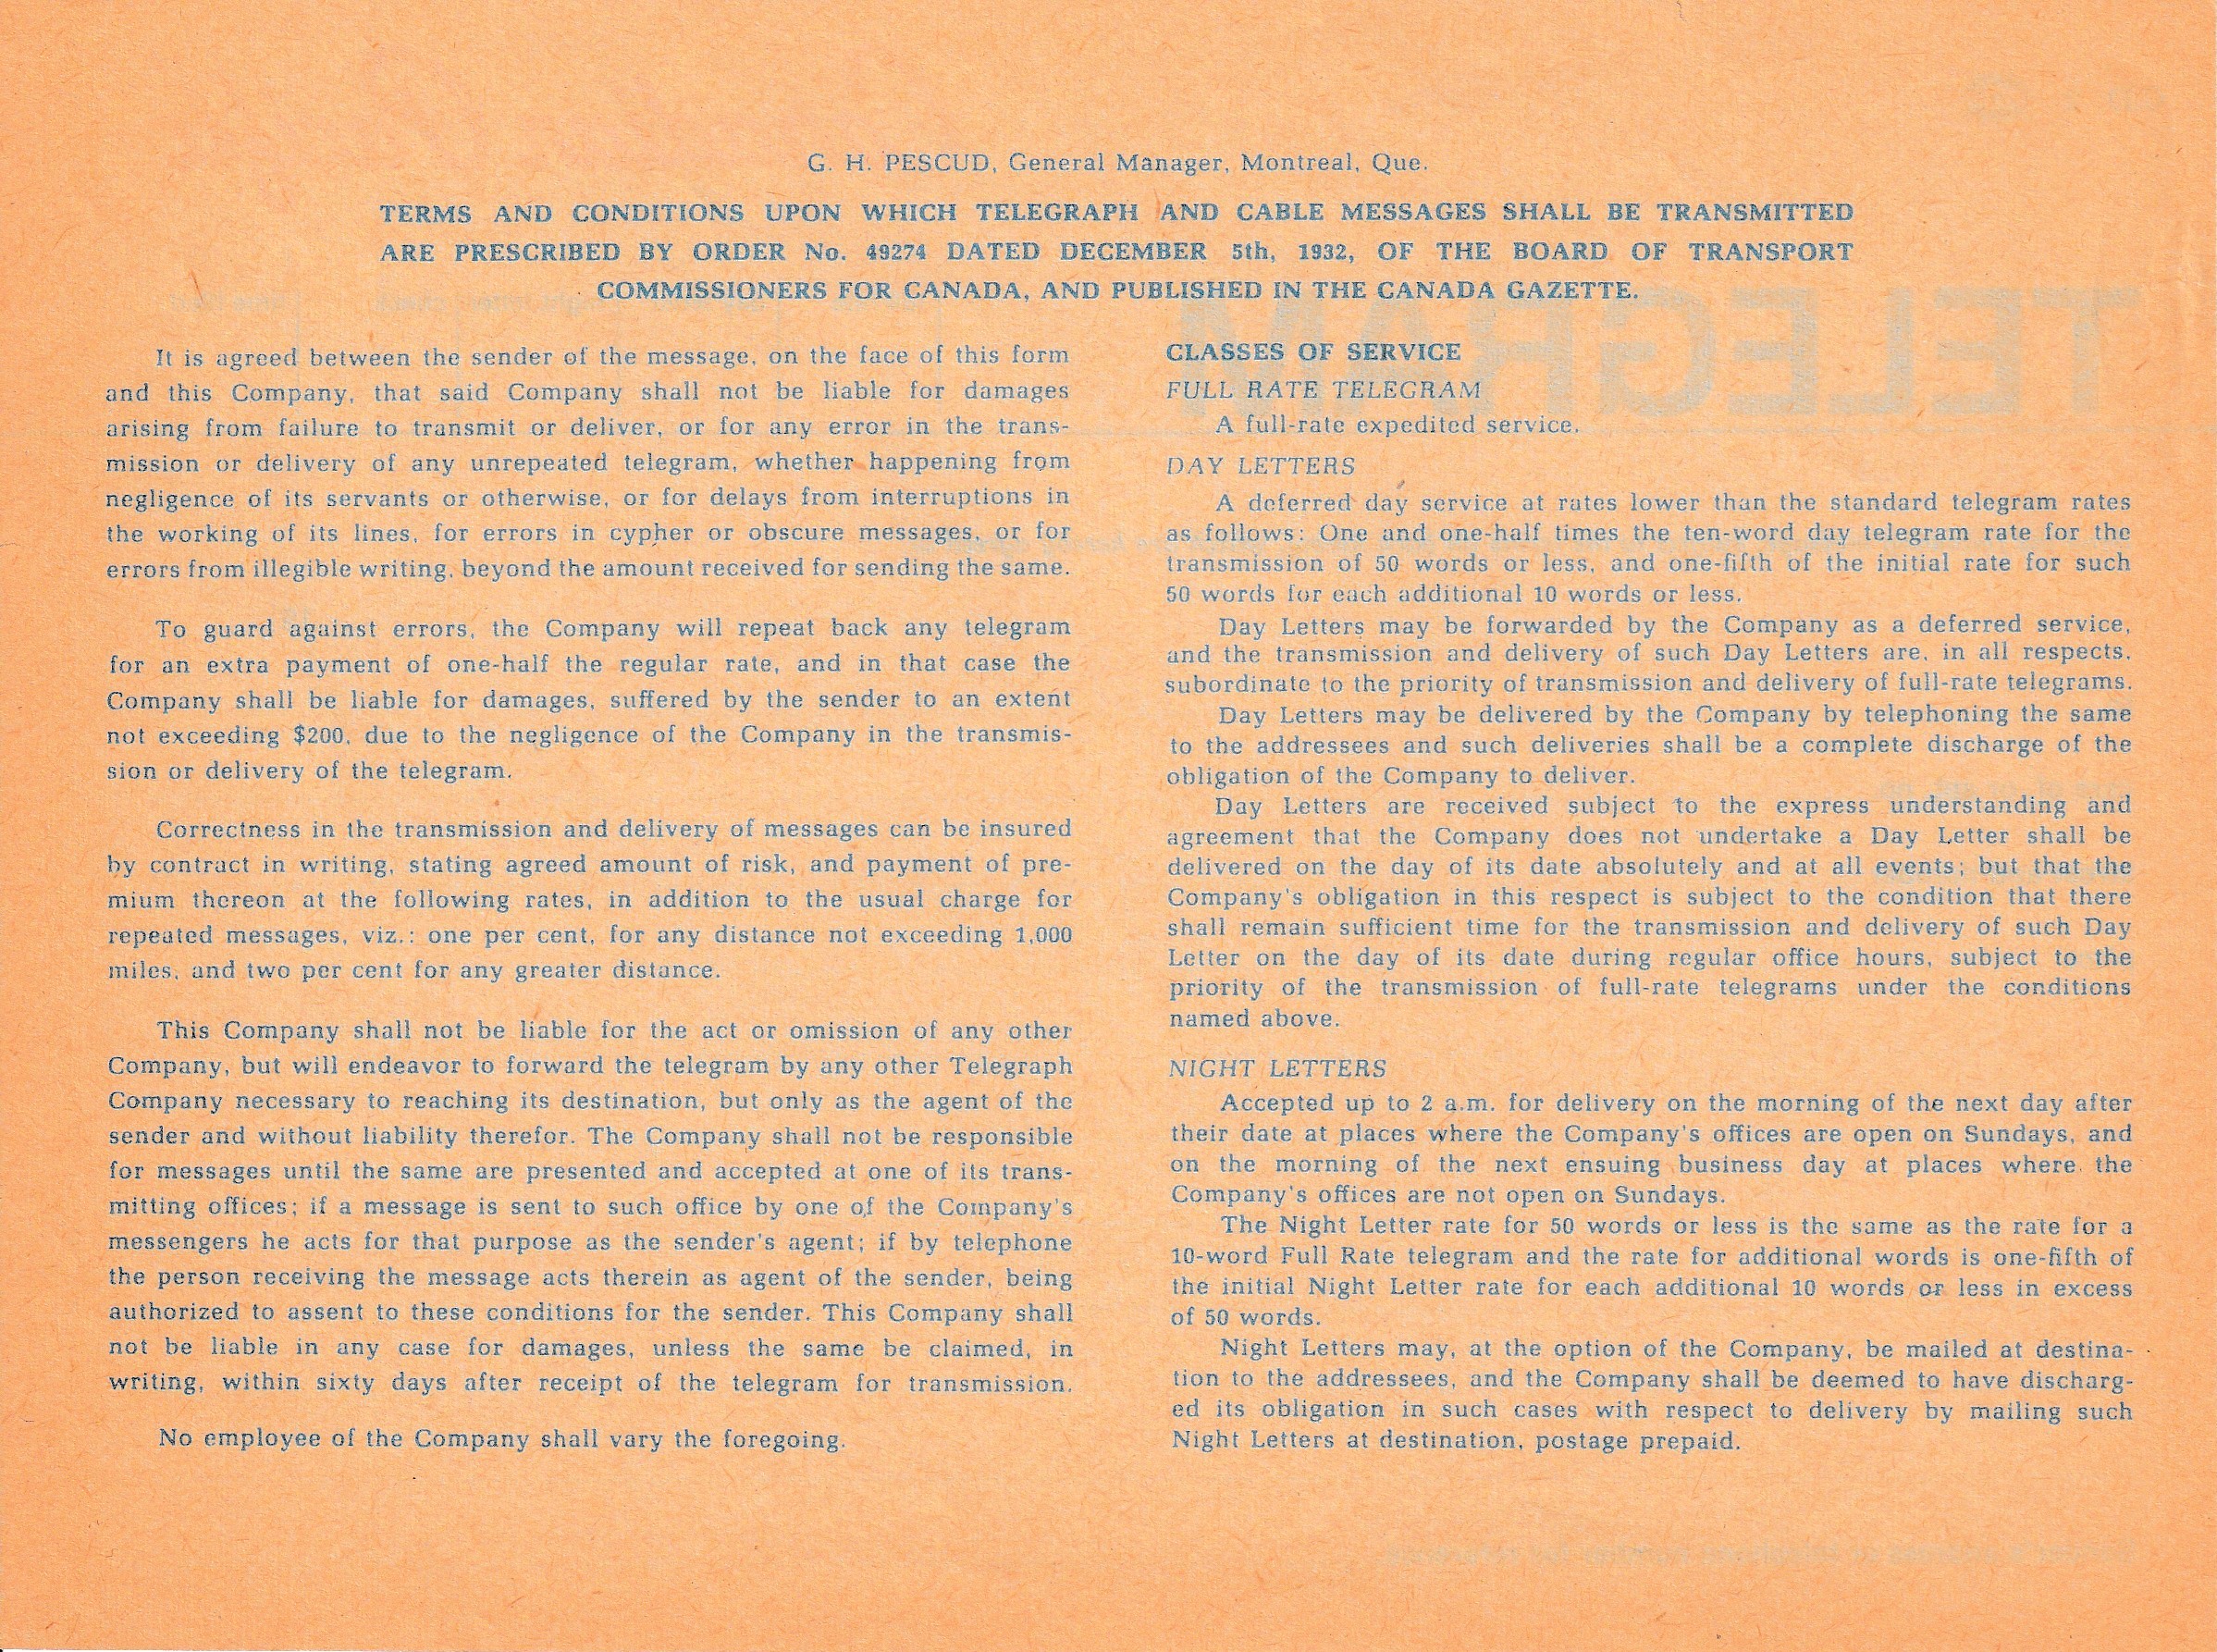 G. H. PESCUD, General Manager, Montreal, Que.
TERMS AND CONDITIONS UPON WHICH TELEGRAPH AND CABLE MESSAGES SHALL BE TRANSMITTED
ARE PRESCRIBED BY ORDER No. 49274 DATED DECEMBER 5th, 1932, OF THE BOARD OF TRANSPORT
COMMISSIONERS FOR CANADA, AND PUBLISHED IN THE CANADA GAZETTE.
It is agreed between the sender of the message, on the face of this form
and this Company, that said Company shall not be liable for damages
arising from failure to transmit or deliver, or for any error in the trans-
mission or delivery of any unrepeated telegram, whether happening from
negligence of its servants or otherwise, or for delays from interruptions in
the working of its lines, for errors in cypher or obscure messages, or for
errors from illegible writing, beyond the amount received for sending the same.
To guard against errors, the Company will repeat back any telegram
for an extra payment of one-half the regular rate, and in that case the
Company shall be liable for damages, suffered by the sender to an extent
not exceeding $200, due to the negligence of the Company in the transmis-
sion or delivery of the telegram.
Correctness in the transmission and delivery of messages can be insured
by contract in writing, stating agreed amount of risk, and payment of pre-
mium thereon at the following rates, in addition to the usual charge for
repeated messages, viz.: one per cent, for any distance not exceeding 1,000
miles, and two per cent for any greater distance.
This Company shall not be liable for the act or omission of any other
Company, but will endeavor to forward the telegram by any other Telegraph
Company necessary to reaching its destination, but only as the agent of the
sender and without liability therefor. The Company shall not be responsible
for messages until the same are presented and accepted at one of its trans-
mitting offices; if a message is sent to such office by one of the Company's
messengers he acts for that purpose as the sender's agent; if by telephone
the person receiving the message acts therein as agent of the sender, being
authorized to assent to these conditions for the sender. This Company shall
not be liable in any case for damages, unless the same be claimed, in
writing, within sixty days after receipt of the telegram for transmission.
No employee of the Company shall vary the foregoing.
CLASSES OF SERVICE
FULL RATE TELEGRAM
A full-rate expedited service.
DAY LETTERS
A deferred day service at rates lower than the standard telegram rates
as follows: One and one-half times the ten-word day telegram rate for the
transmission of 50 words or less, and one-fifth of the initial rate for such
50 words for each additional 10 words or less.
Day Letters may be forwarded by the Company as a deferred service,
and the transmission and delivery of such Day Letters are, in all respects,
subordinate to the priority of transmission and delivery of full-rate telegrams.
Day Letters may be delivered by the Company by telephoning the same
to the addressees and such deliveries shall be a complete discharge of the
obligation of the Company to deliver.
Day Letters are received subject to the express understanding and
agreement that the Company does not undertake a Day Letter shall be
delivered on the day of its date absolutely and at all events; but that the
Company's obligation in this respect is subject to the condition that there
shall remain sufficient time for the transmission and delivery of such Day
Letter on the day of its date during regular office hours, subject to the
priority of the transmission of full-rate telegrams under the conditions
named above.
NIGHT LETTERS
Accepted up to 2 a.m. for delivery on the morning of the next day after
their date at places where the Company's offices are open on Sundays, and
on the morning of the next ensuing business day at places where the
Company's offices are not open on Sundays.
The Night Letter rate for 50 words or less is the same as the rate for a
10-word Full Rate telegram and the rate for additional words is one-fifth of
the initial Night Letter rate for each additional 10 words or less in excess
of 50 words.
Night Letters may, at the option of the Company, be mailed at destina-
tion to the addressees, and the Company shall be deemed to have discharg-
ed its obligation in such cases with respect to delivery by mailing such
Night Letters at destination, postage prepaid.